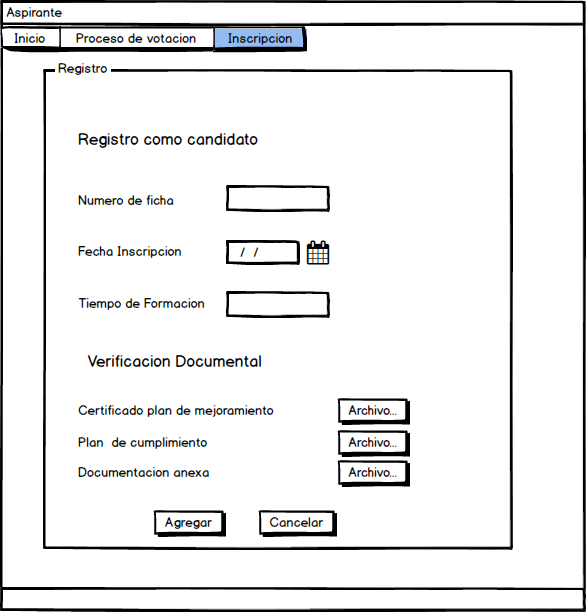 Aspirante
Inicio Proceso de votacion Inscripcion
Registro
Registro como candidato
Numero de ficha
Fecha Inscripcion / /
Tiempo de Formacion
Verificacion Documental
Certificado plan de mejoramiento Archivo...
Plan de cumplimiento Archivo...
Documentacion anexa Archivo...
Agregar Cancelar